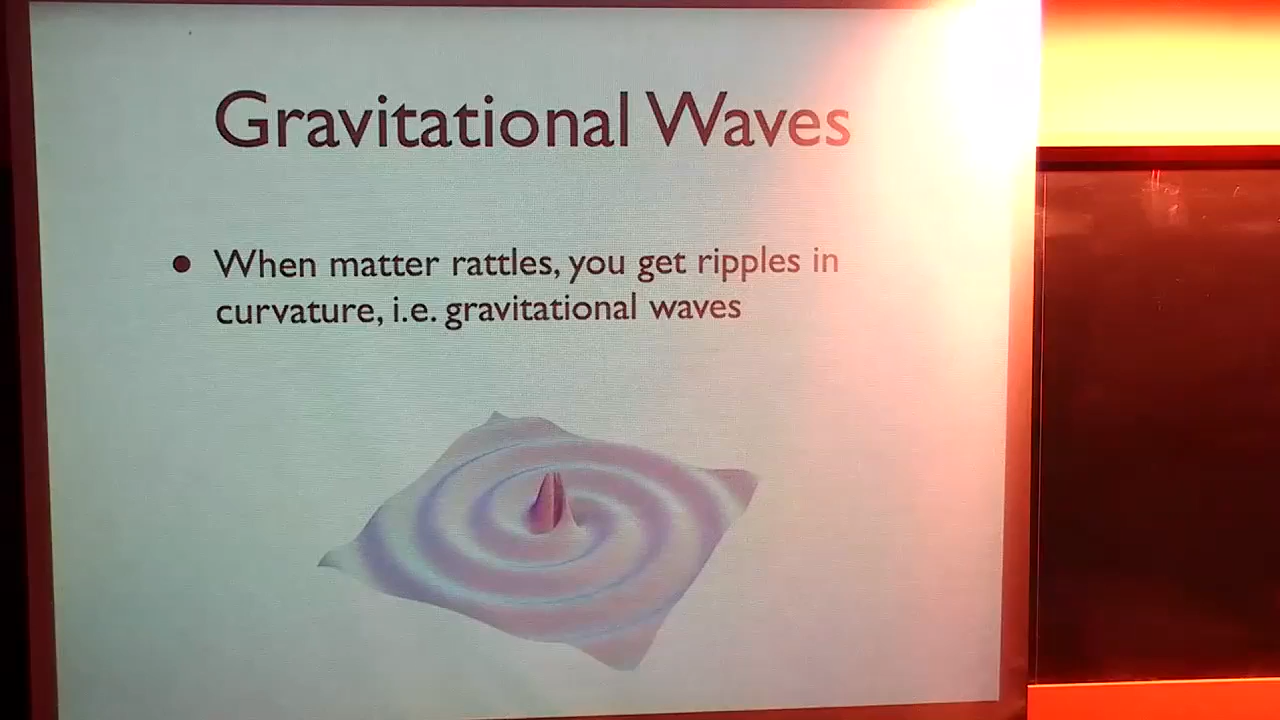 Gravitational Waves
• When matter rattles, you get ripples in
curvature, i.e. gravitational waves